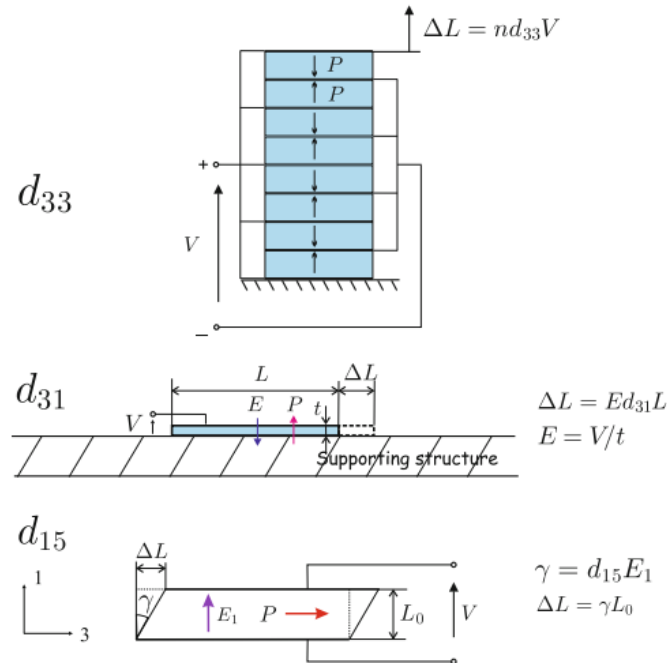 ΔL = nd₃₃V
P
P
+
d₃₃
V
−
L
ΔL
d₃₁
V
E
P
t
ΔL = Ed₃₁L
E = V/t
Supporting structure
d₁₅
ΔL
1
γ
E₁
P
L₀
V
3
γ = d₁₅E₁
ΔL = γL₀